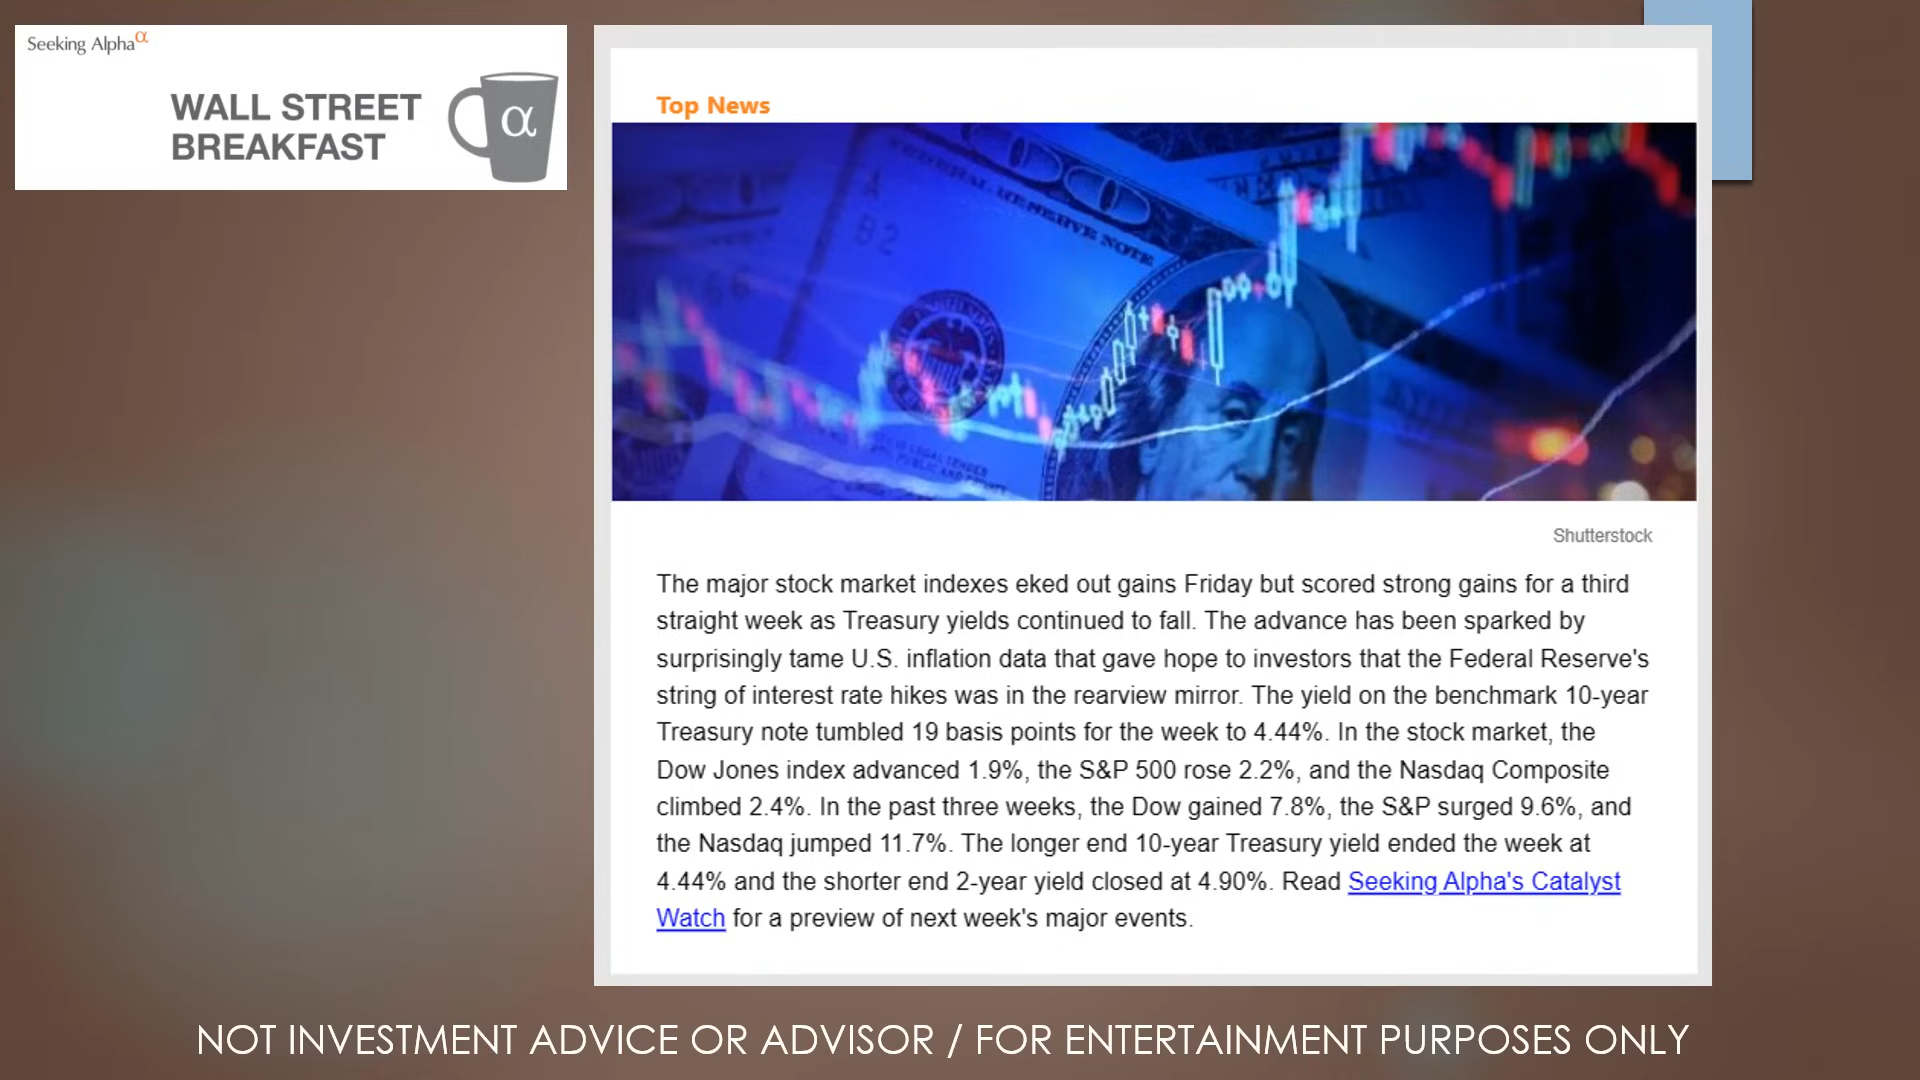 Seeking Alphaα
WALL STREET
BREAKFAST
α
Top News
FEDERAL RESERVE NOTE
A
B2
Shutterstock
The major stock market indexes eked out gains Friday but scored strong gains for a third
straight week as Treasury yields continued to fall. The advance has been sparked by
surprisingly tame U.S. inflation data that gave hope to investors that the Federal Reserve's
string of interest rate hikes was in the rearview mirror. The yield on the benchmark 10-year
Treasury note tumbled 19 basis points for the week to 4.44%. In the stock market, the
Dow Jones index advanced 1.9%, the S&P 500 rose 2.2%, and the Nasdaq Composite
climbed 2.4%. In the past three weeks, the Dow gained 7.8%, the S&P surged 9.6%, and
the Nasdaq jumped 11.7%. The longer end 10-year Treasury yield ended the week at
4.44% and the shorter end 2-year yield closed at 4.90%. Read Seeking Alpha's Catalyst
Watch for a preview of next week's major events.
NOT INVESTMENT ADVICE OR ADVISOR / FOR ENTERTAINMENT PURPOSES ONLY